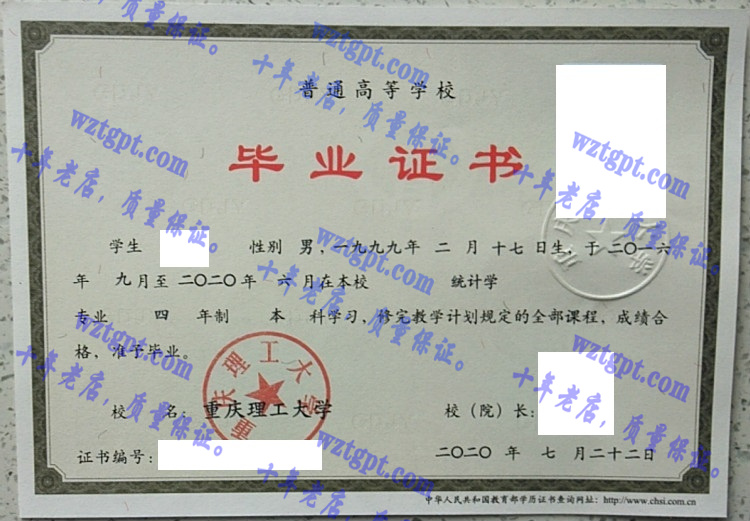 普通高等学校
毕业证书
学生 性别 男，一九九九年 二 月 十七 日生，于 二〇一六
年 九月至 二〇二〇年 六 月在本校 统计学
专业 四 年制 本 科学习，修完教学计划规定的全部课程，成绩合
格，准予毕业。
校 名：重庆理工大学 校（院）长：
证书编号： 二〇二〇 年 七 月二十二日
中华人民共和国教育部学历证书查询网址：http://www.chsi.com.cn
重庆理工大学
wztgpt.com
十年老店，质量保证。